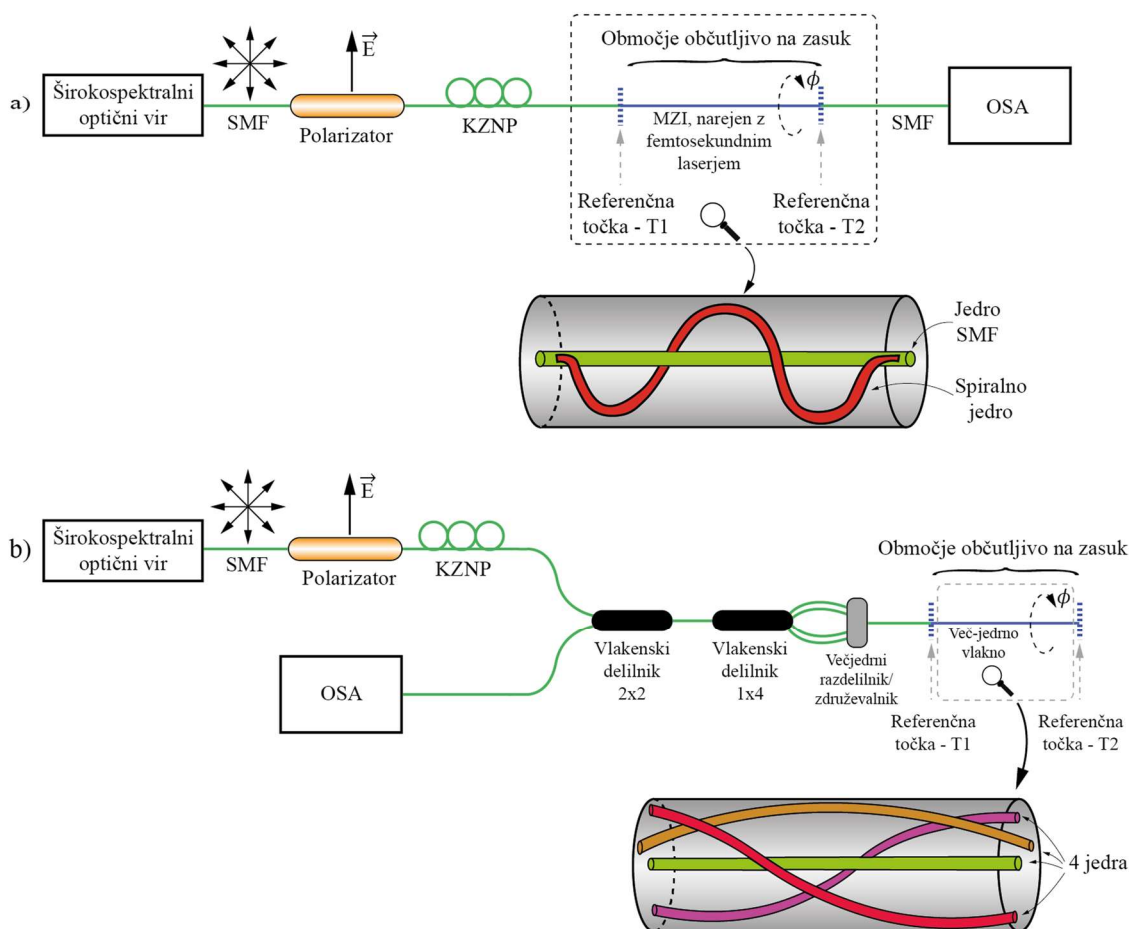 a)
Širokospektralni
optični vir
SMF
E
Polarizator
KZNP
Območje občutljivo na zasuk
ϕ
MZI, narejen z
femtosekundnim
laserjem
Referenčna
točka - T1
Referenčna
točka - T2
SMF
OSA
Jedro
SMF
Spiralno
jedro
b)
Širokospektralni
optični vir
SMF
E
Polarizator
KZNP
OSA
Vlakenski
delilnik
2x2
Vlakenski
delilnik
1x4
Večjedrni
razdelilnik/
združevalnik
Območje občutljivo na zasuk
ϕ
Več-jedrno
vlakno
Referenčna
točka - T1
Referenčna
točka - T2
4 jedra